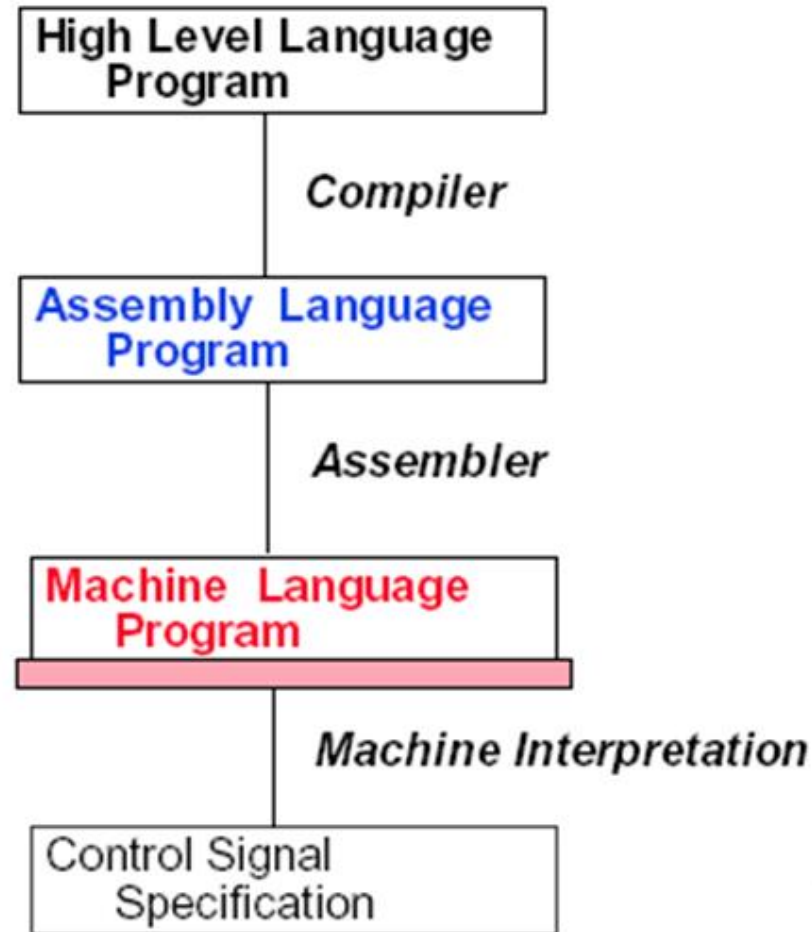 High Level Language
Program
Compiler
Assembly Language
Program
Assembler
Machine Language
Program
Machine Interpretation
Control Signal
Specification